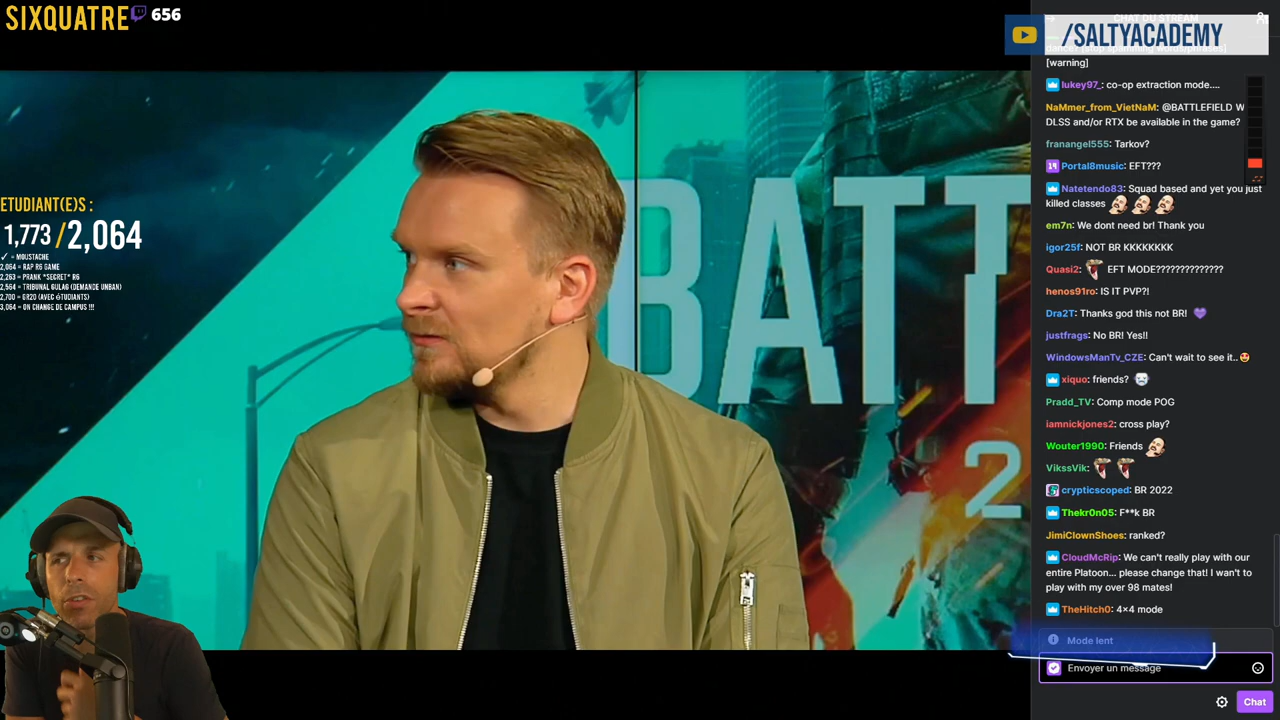 SIXQUATRE 656
ETUDIANT(E)S :
1,773 /2,064
✓ = MOUSTACHE
2,064 = RAP R6 GAME
2,263 = PRANK *SECRET* R6
2,564 = TRIBUNAL GULAG (DEMANDE UNBAN)
2,700 = GR20 (AVEC ÉTUDIANTS)
3,064 = ON CHANGE DE CAMPUS !!!
BATT
2
CHAT DU STREAM
/SALTYACADEMY
[warning]
lukey97_: co-op extraction mode....
NaMmer_from_VietNaM: @BATTLEFIELD W
DLSS and/or RTX be available in the game?
franangel555: Tarkov?
Portal8music: EFT???
Natetendo83: Squad based and yet you just
killed classes
em7n: We dont need br! Thank you
igor25f: NOT BR KKKKKKKK
Quasi2: EFT MODE??????????????
henos91ro: IS IT PVP?!
Dra2T: Thanks god this not BR! 💜
justfrags: No BR! Yes!!
WindowsManTv_CZE: Can't wait to see it..😍
xiquo: friends?
Pradd_TV: Comp mode POG
iamnickjones2: cross play?
Wouter1990: Friends
VikssVik:
crypticscoped: BR 2022
Thekr0n05: F**k BR
JimiClownShoes: ranked?
CloudMcRip: We can't really play with our
entire Platoon... please change that! I wan't to
play with my over 98 mates!
TheHitch0: 4×4 mode
Mode lent
Envoyer un message
Chat